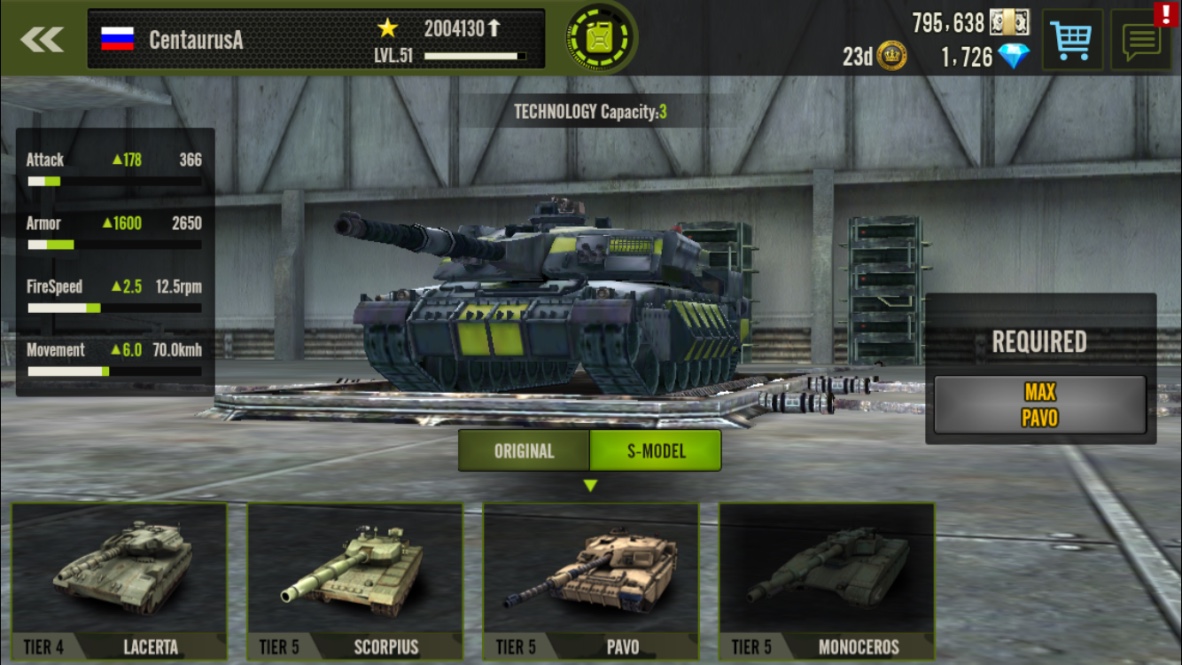 CentaurusA
2004130
LVL.51
795,638
23d
1,726
!
TECHNOLOGY Capacity:3
Attack ▲178 366
Armor ▲1600 2650
FireSpeed ▲2.5 12.5rpm
Movement ▲6.0 70.0kmh
REQUIRED
MAX
PAVO
ORIGINAL
S-MODEL
TIER 4 LACERTA
TIER 5 SCORPIUS
TIER 5 PAVO
TIER 5 MONOCEROS